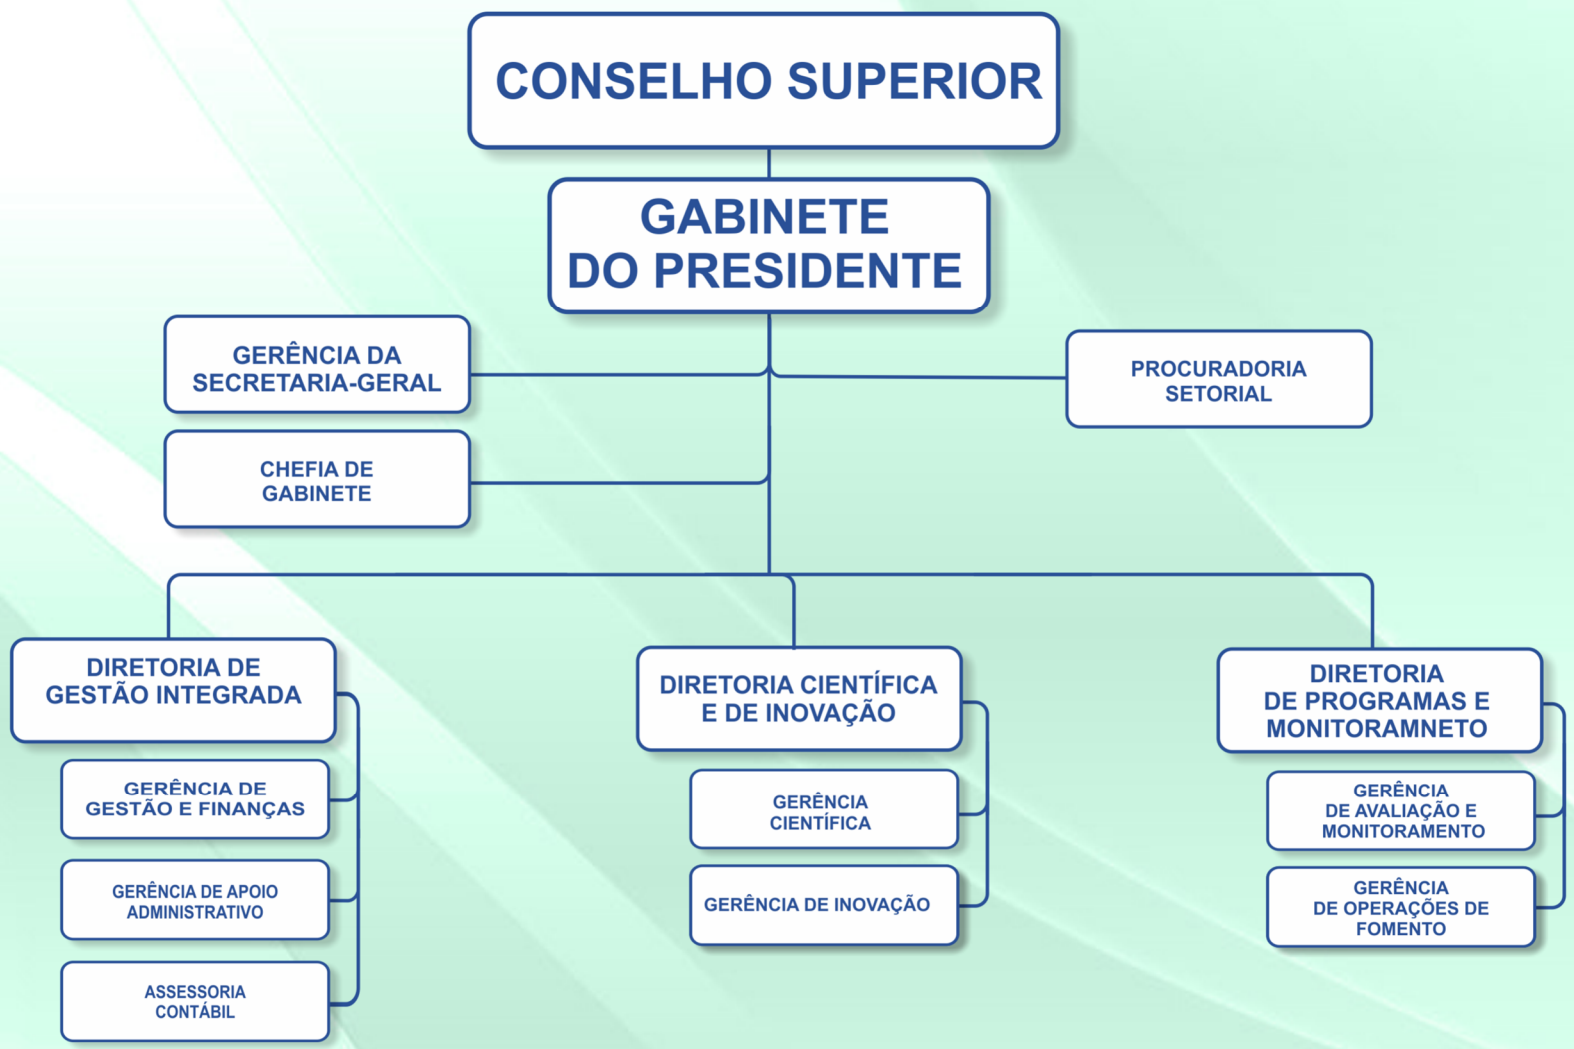 CONSELHO SUPERIOR
GABINETE
DO PRESIDENTE
GERÊNCIA DA
SECRETARIA-GERAL
PROCURADORIA
SETORIAL
CHEFIA DE
GABINETE
DIRETORIA DE
GESTÃO INTEGRADA
GERÊNCIA DE
GESTÃO E FINANÇAS
GERÊNCIA DE APOIO
ADMINISTRATIVO
ASSESSORIA
CONTÁBIL
DIRETORIA CIENTÍFICA
E DE INOVAÇÃO
GERÊNCIA
CIENTÍFICA
GERÊNCIA DE INOVAÇÃO
DIRETORIA
DE PROGRAMAS E
MONITORAMNETO
GERÊNCIA
DE AVALIAÇÃO E
MONITORAMENTO
GERÊNCIA
DE OPERAÇÕES DE
FOMENTO